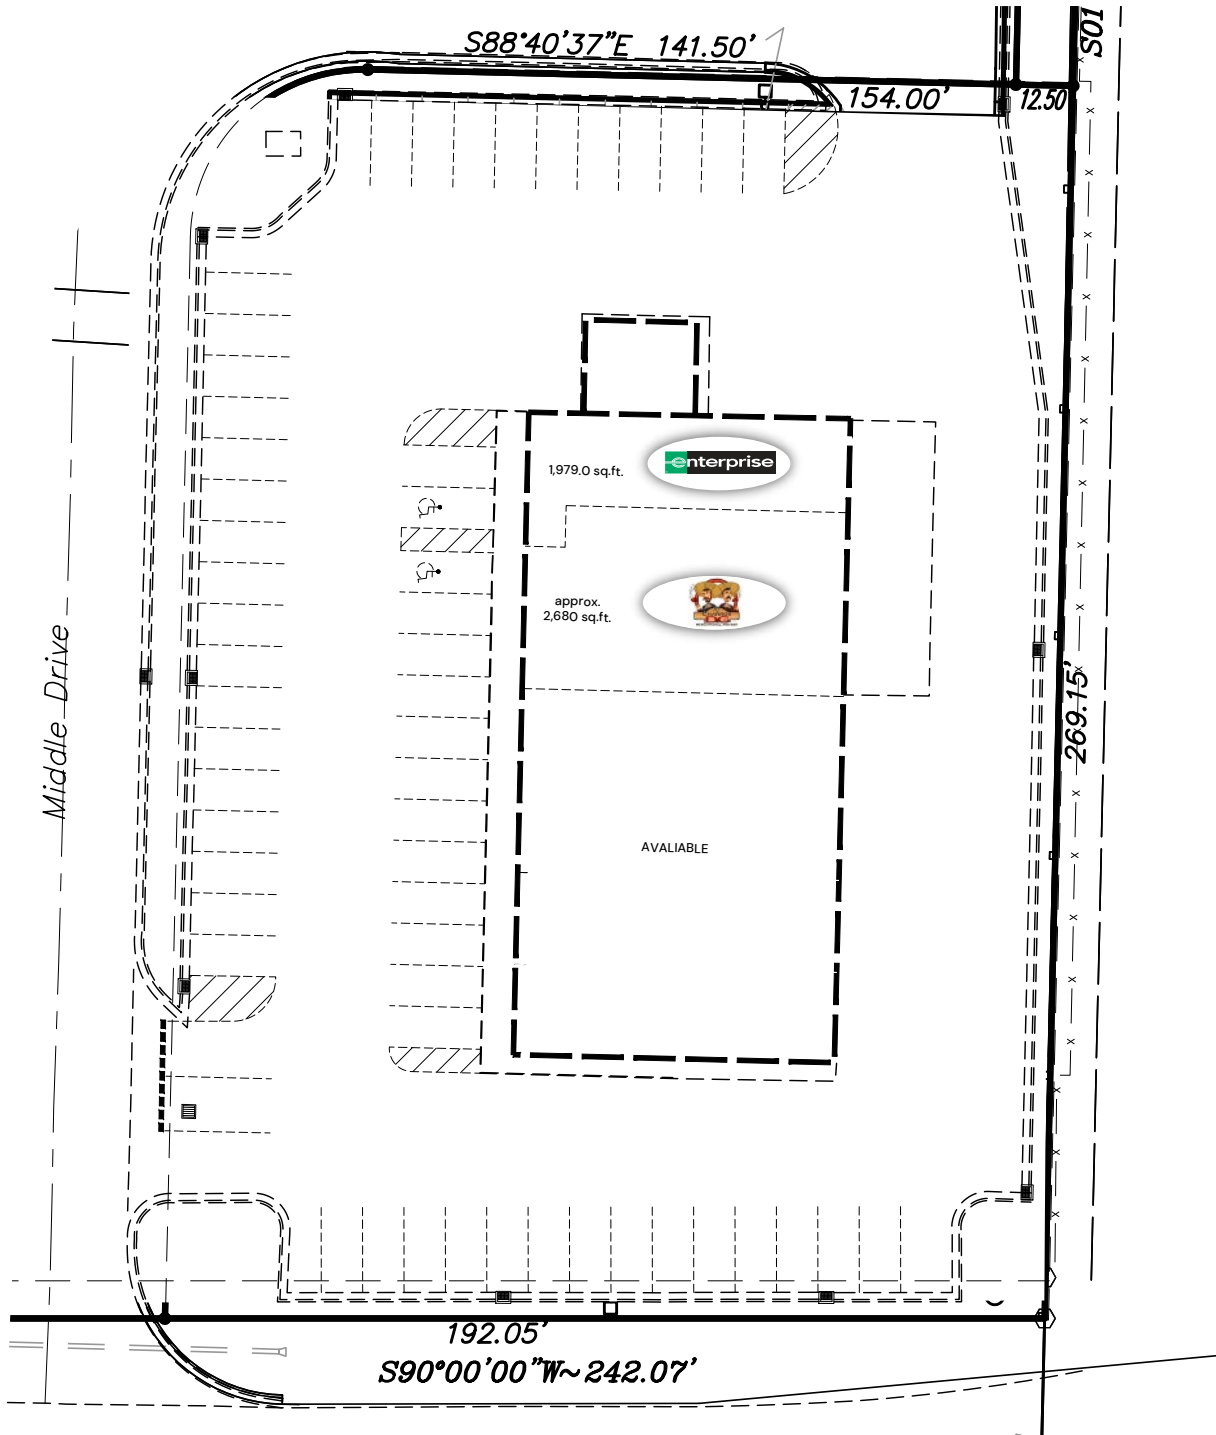 S88°40'37"E 141.50'
S01
154.00'
12.50
1,979.0 sq.ft.
enterprise
approx.
2,680 sq.ft.
Middle Drive
269.15'
AVALIABLE
192.05'
S90°00'00"W~242.07'